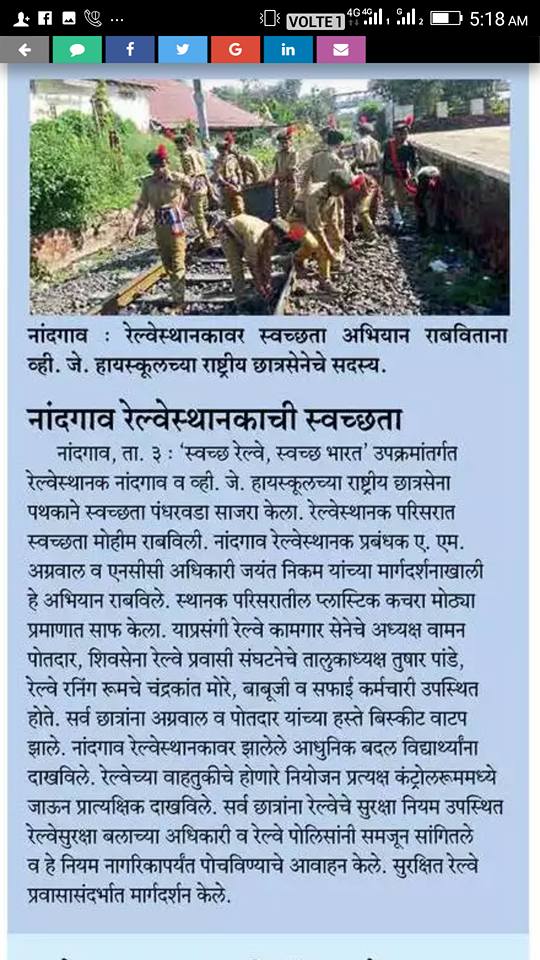 VOLTE 1 4G 4G 1 G 2 5:18 AM
नांदगाव : रेल्वेस्थानकावर स्वच्छता अभियान राबविताना
व्ही. जे. हायस्कूलच्या राष्ट्रीय छात्रसेनेचे सदस्य.
नांदगाव रेल्वेस्थानकाची स्वच्छता
नांदगाव, ता. ३ : ‘स्वच्छ रेल्वे, स्वच्छ भारत’ उपक्रमांतर्गत
रेल्वेस्थानक नांदगाव व व्ही. जे. हायस्कूलच्या राष्ट्रीय छात्रसेना
पथकाने स्वच्छता पंधरवडा साजरा केला. रेल्वेस्थानक परिसरात
स्वच्छता मोहीम राबविली. नांदगाव रेल्वेस्थानक प्रबंधक ए. एम.
अग्रवाल व एनसीसी अधिकारी जयंत निकम यांच्या मार्गदर्शनाखाली
हे अभियान राबविले. स्थानक परिसरातील प्लास्टिक कचरा मोठ्या
प्रमाणात साफ केला. याप्रसंगी रेल्वे कामगार सेनेचे अध्यक्ष वामन
पोतदार, शिवसेना रेल्वे प्रवासी संघटनेचे तालुकाध्यक्ष तुषार पांडे,
रेल्वे रनिंग रूमचे चंद्रकांत मोरे, बाबूजी व सफाई कर्मचारी उपस्थित
होते. सर्व छात्रांना अग्रवाल व पोतदार यांच्या हस्ते बिस्कीट वाटप
झाले. नांदगाव रेल्वेस्थानकावर झालेले आधुनिक बदल विद्यार्थ्यांना
दाखविले. रेल्वेच्या वाहतुकीचे होणारे नियोजन प्रत्यक्ष कंट्रोलरूममध्ये
जाऊन प्रात्यक्षिक दाखविले. सर्व छात्रांना रेल्वेचे सुरक्षा नियम उपस्थित
रेल्वेसुरक्षा बलाच्या अधिकारी व रेल्वे पोलिसांनी समजून सांगितले
व हे नियम नागरिकापर्यंत पोचविण्याचे आवाहन केले. सुरक्षित रेल्वे
प्रवासासंदर्भात मार्गदर्शन केले.